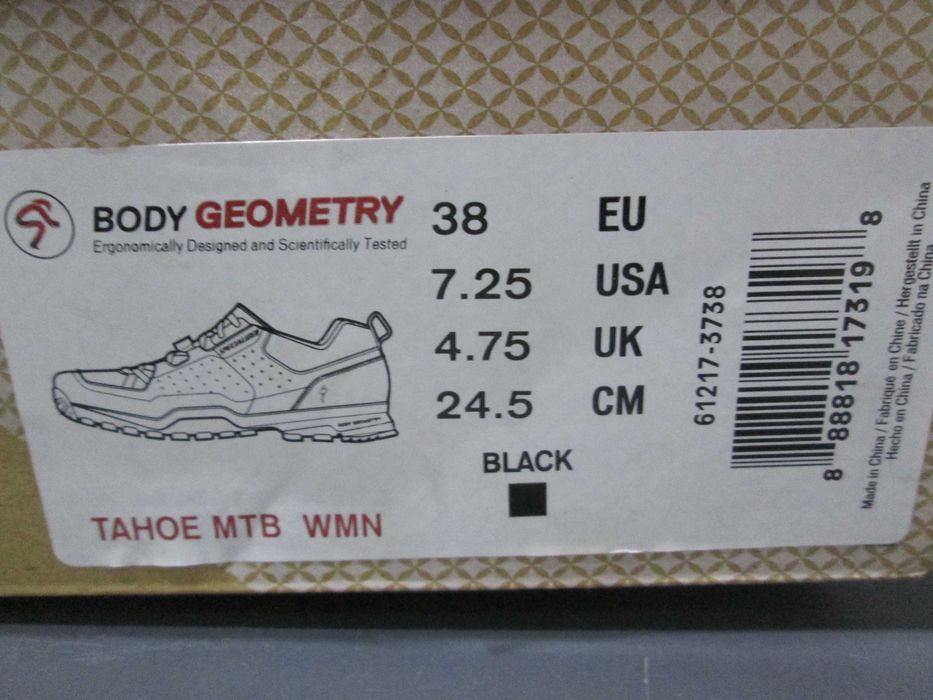 BODY GEOMETRY
Ergonomically Designed and Scientifically Tested
SPECIALIZED
TAHOE MTB WMN
38 EU
7.25 USA
4.75 UK
24.5 CM
BLACK
61217-3738
8 88818 17319 8
Made in China / Fabriqué en Chine / Hergestellt in China
Hecho en China / Fabricado na China